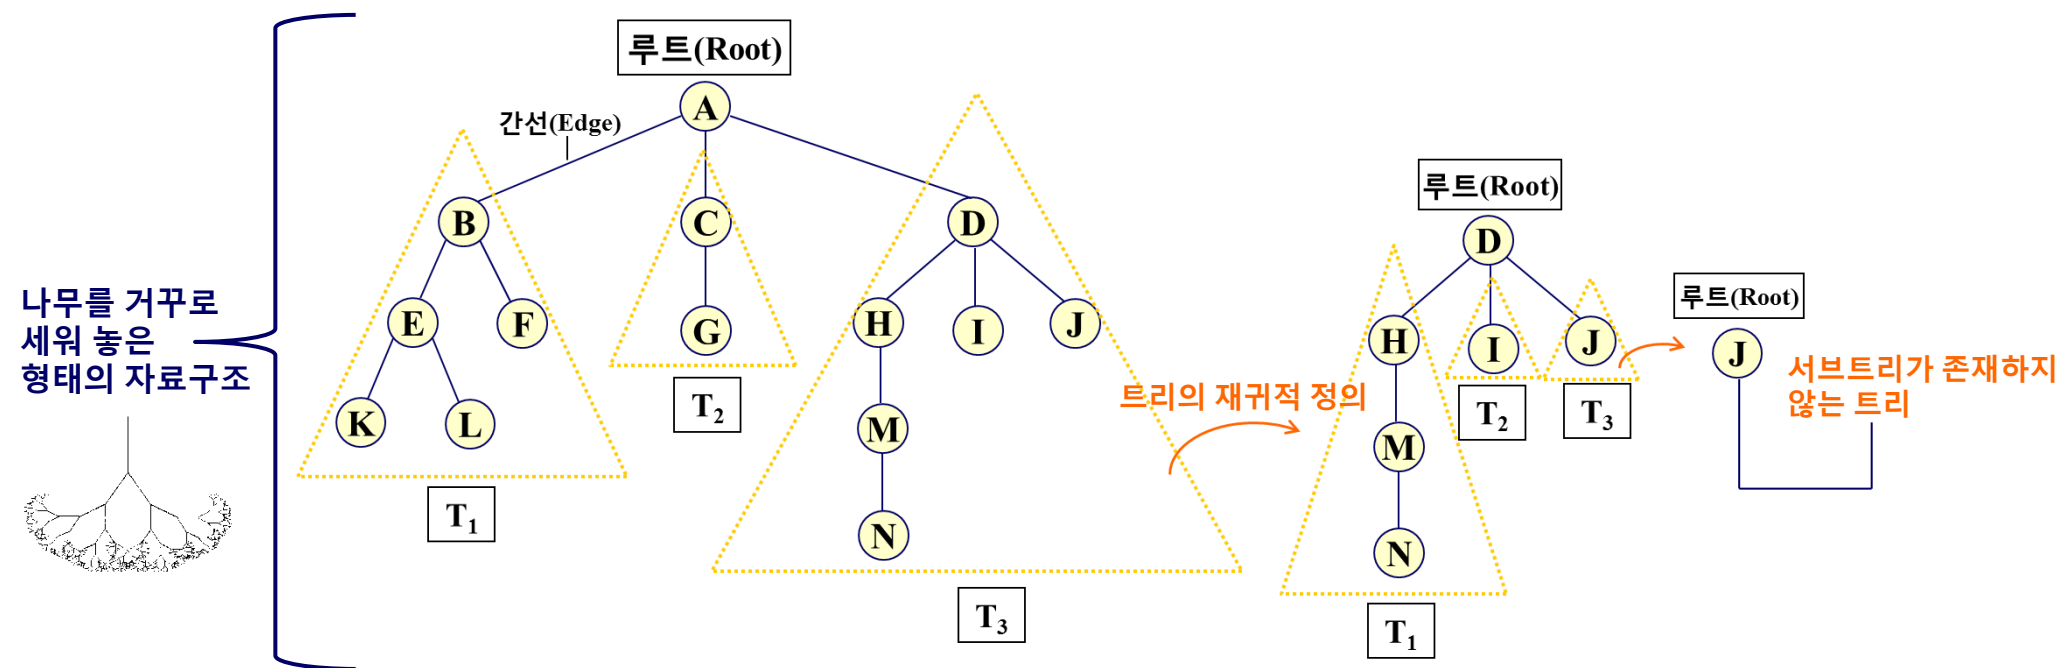 나무를 거꾸로
세워 놓은
형태의 자료구조
루트(Root)
간선(Edge)
A
B
C
D
E
F
G
H
I
J
K
L
M
N
T1
T2
T3
트리의 재귀적 정의
루트(Root)
D
H
I
J
M
N
T1
T2
T3
루트(Root)
J
서브트리가 존재하지
않는 트리